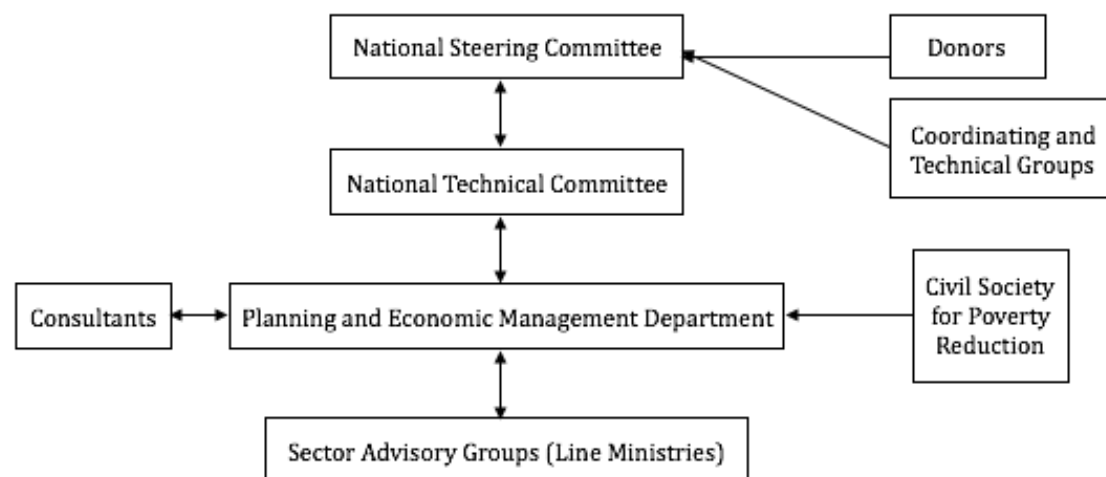 National Steering Committee
Donors
Coordinating and
Technical Groups
National Technical Committee
Civil Society
for Poverty
Reduction
Consultants
Planning and Economic Management Department
Sector Advisory Groups (Line Ministries)